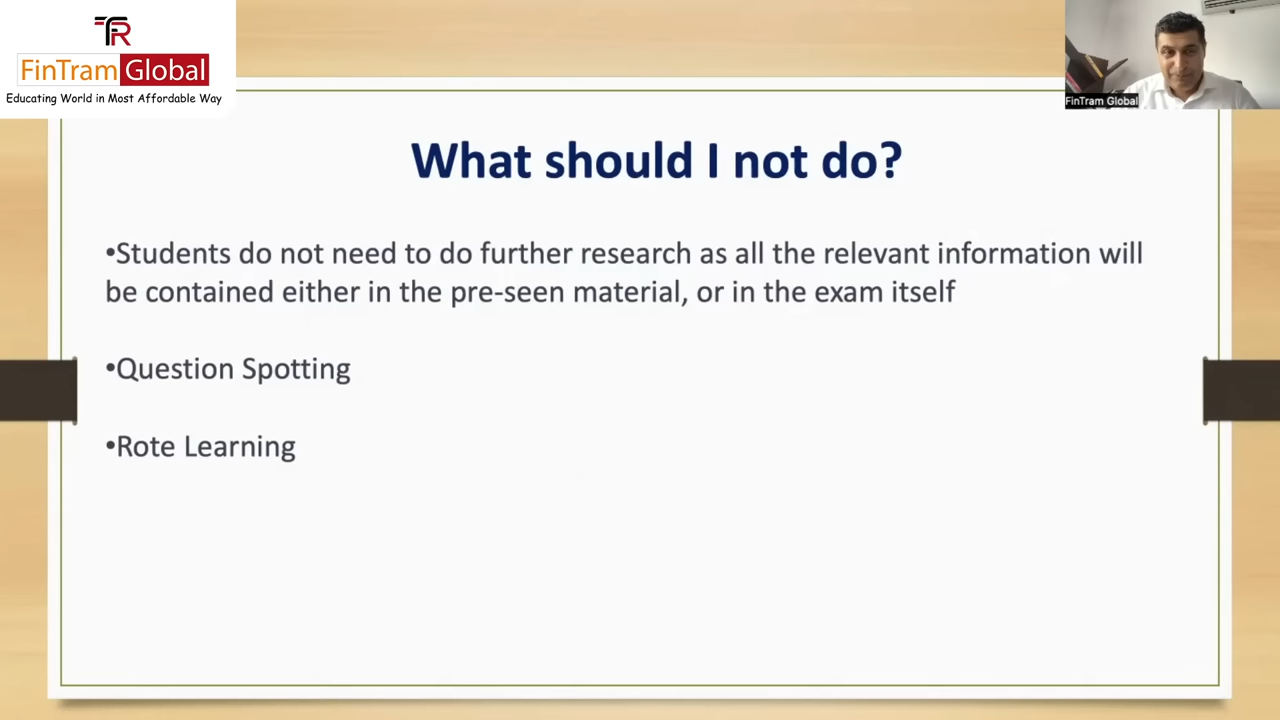 TR
FinTram Global
Educating World in Most Affordable Way
FinTram Global
What should I not do?
•Students do not need to do further research as all the relevant information will
be contained either in the pre-seen material, or in the exam itself
•Question Spotting
•Rote Learning